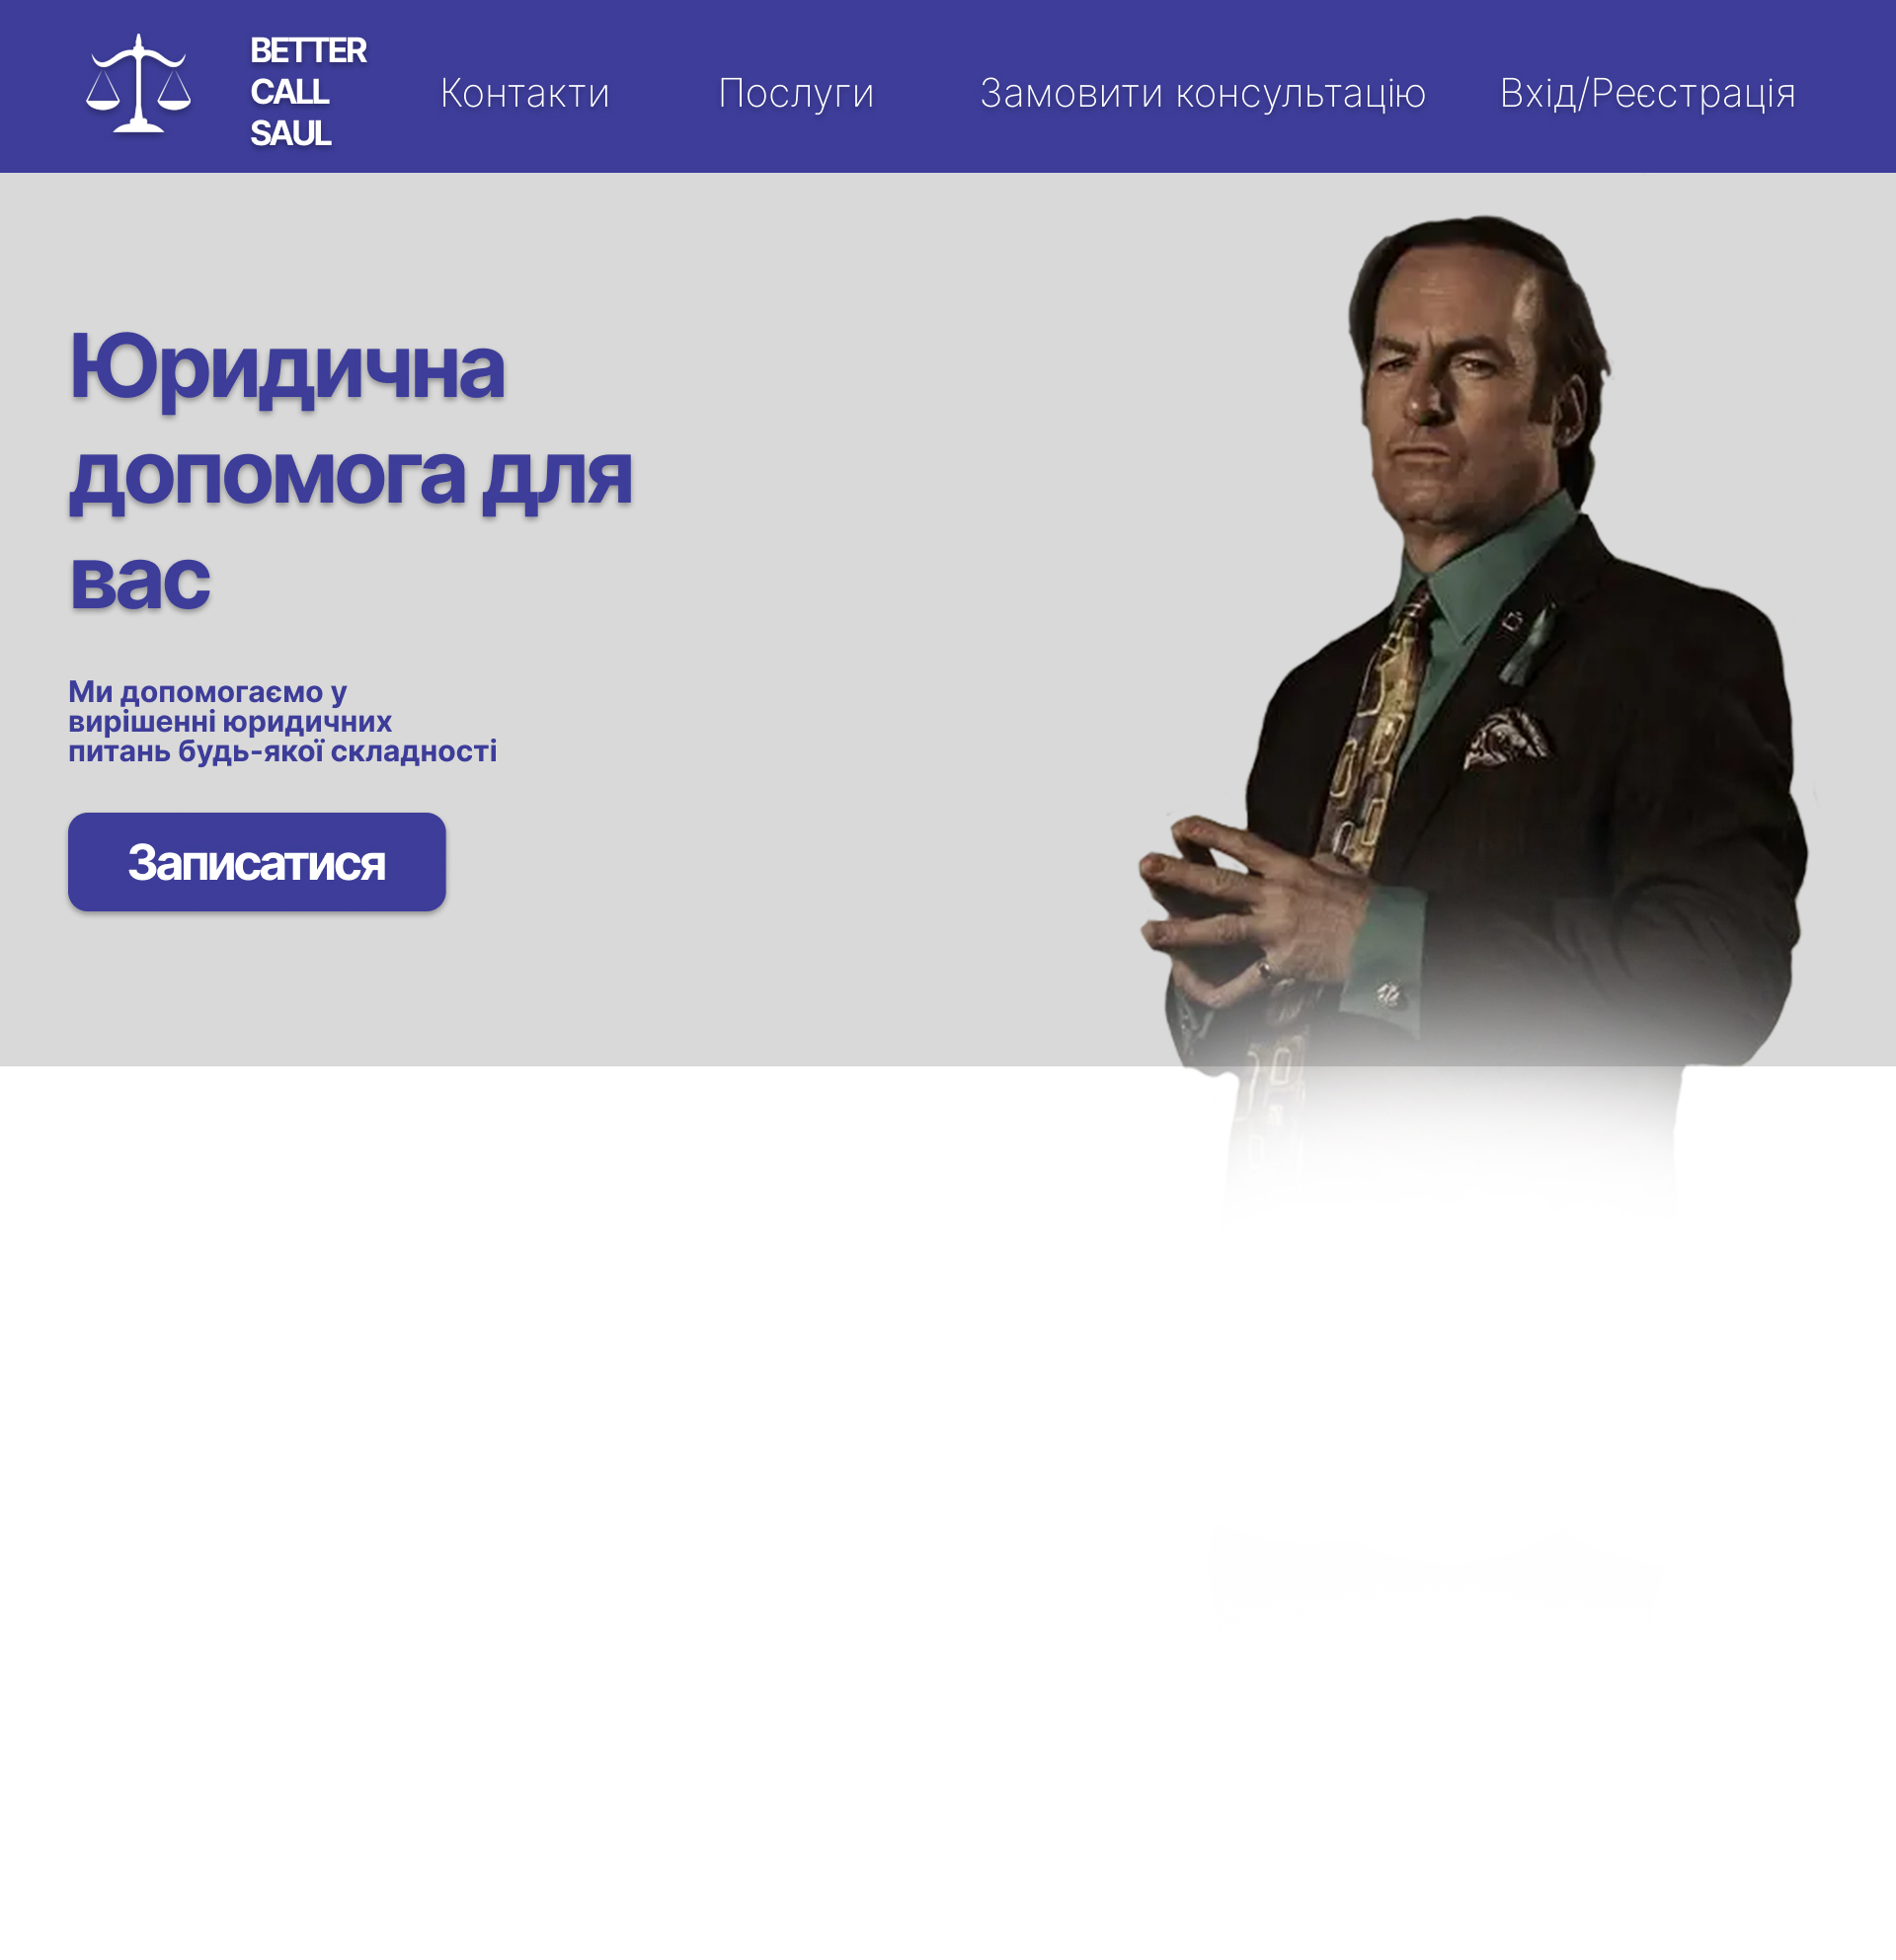 BETTER
CALL
SAUL
Контакти
Послуги
Замовити консультацію
Вхід/Реєстрація
Юридична
допомога для
вас
Ми допомогаємо у
вирішенні юридичних
питань будь-якої складності
Записатися